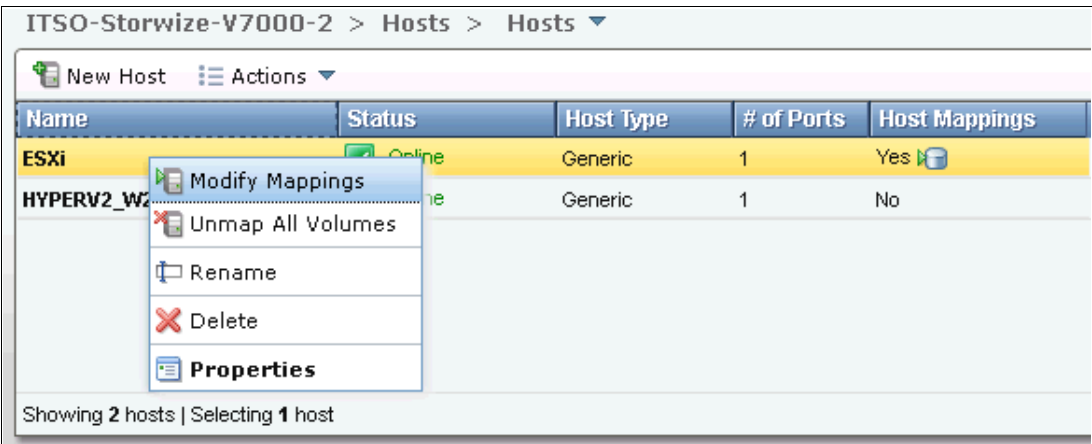 ITSO-Storwize-V7000-2 > Hosts > Hosts
New Host Actions
Name Status Host Type # of Ports Host Mappings
ESXi Online Generic 1 Yes
HYPERV2_W2 ne Generic 1 No
Modify Mappings
Unmap All Volumes
Rename
Delete
Properties
Showing 2 hosts | Selecting 1 host